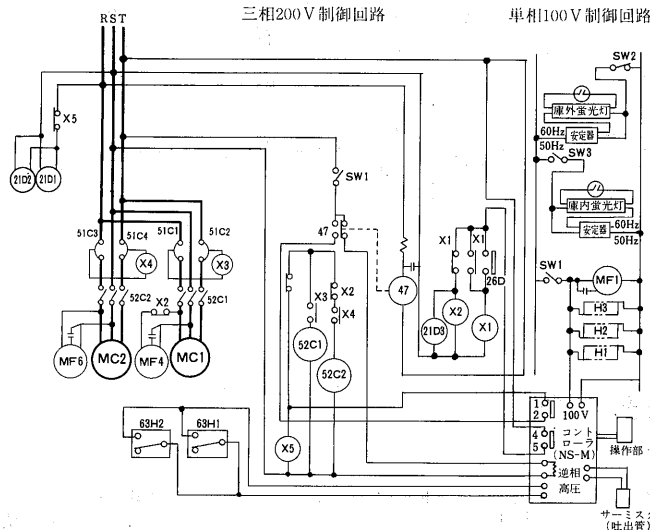 三相200V制御回路
単相100V制御回路
R S T
SW2
X5
庫外蛍光灯
60Hz
安定器
50Hz
SW3
21D2
21D1
SW1
庫内蛍光灯
60Hz
安定器
50Hz
51C3
51C4
51C1
51C2
47
X1
X1
SW1
X4
X3
26D
MF1
52C2
52C1
X2
X3
X2
X4
47
H3
21D3
X2
X1
H2
MF6
MC2
MF4
MC1
52C1
52C2
H1
1
2
100V
63H2
63H1
4
5
コント
ローラ
(NS-M)
操作部
X5
逆相
高圧
サーミスタ
(吐出管)